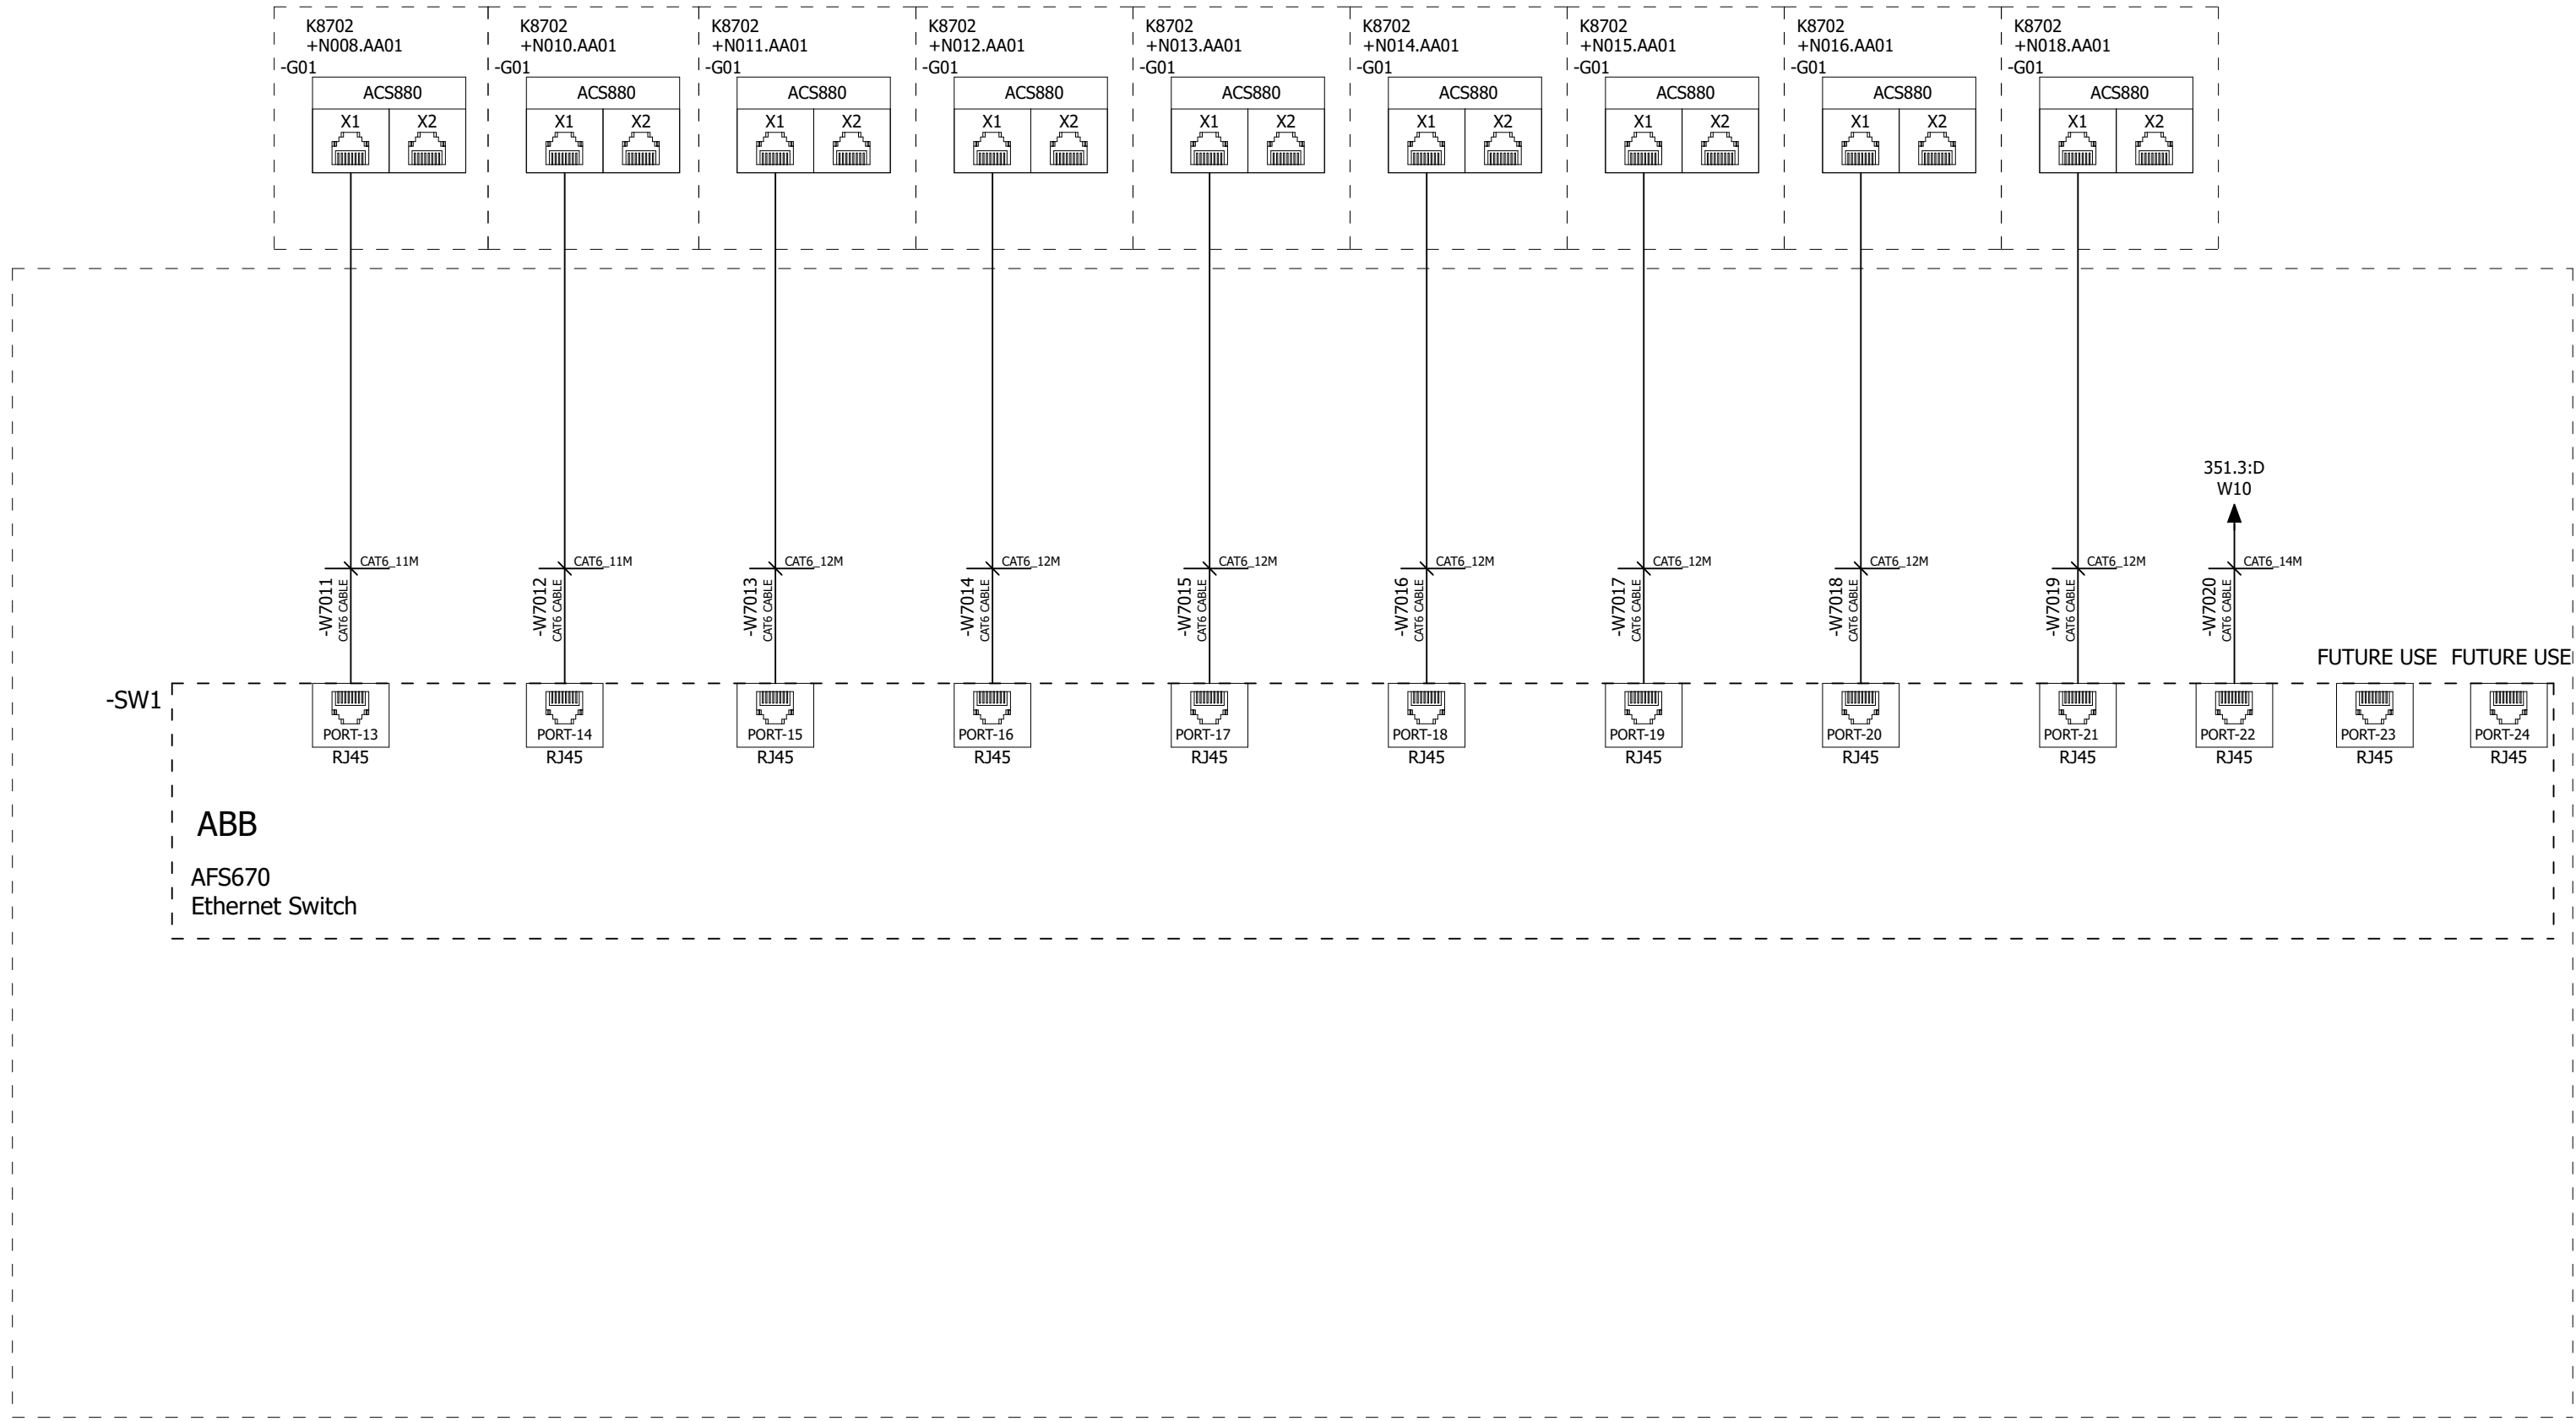 K8702
+N008.AA01
-G01
ACS880
X1 X2
K8702
+N010.AA01
-G01
ACS880
X1 X2
K8702
+N011.AA01
-G01
ACS880
X1 X2
K8702
+N012.AA01
-G01
ACS880
X1 X2
K8702
+N013.AA01
-G01
ACS880
X1 X2
K8702
+N014.AA01
-G01
ACS880
X1 X2
K8702
+N015.AA01
-G01
ACS880
X1 X2
K8702
+N016.AA01
-G01
ACS880
X1 X2
K8702
+N018.AA01
-G01
ACS880
X1 X2
351.3:D
W10
CAT6_11M
-W7011
CAT6 CABLE
CAT6_11M
-W7012
CAT6 CABLE
CAT6_12M
-W7013
CAT6 CABLE
CAT6_12M
-W7014
CAT6 CABLE
CAT6_12M
-W7015
CAT6 CABLE
CAT6_12M
-W7016
CAT6 CABLE
CAT6_12M
-W7017
CAT6 CABLE
CAT6_12M
-W7018
CAT6 CABLE
CAT6_12M
-W7019
CAT6 CABLE
CAT6_14M
-W7020
CAT6 CABLE
FUTURE USE
FUTURE USE
-SW1
PORT-13
RJ45
PORT-14
RJ45
PORT-15
RJ45
PORT-16
RJ45
PORT-17
RJ45
PORT-18
RJ45
PORT-19
RJ45
PORT-20
RJ45
PORT-21
RJ45
PORT-22
RJ45
PORT-23
RJ45
PORT-24
RJ45
ABB
AFS670
Ethernet Switch